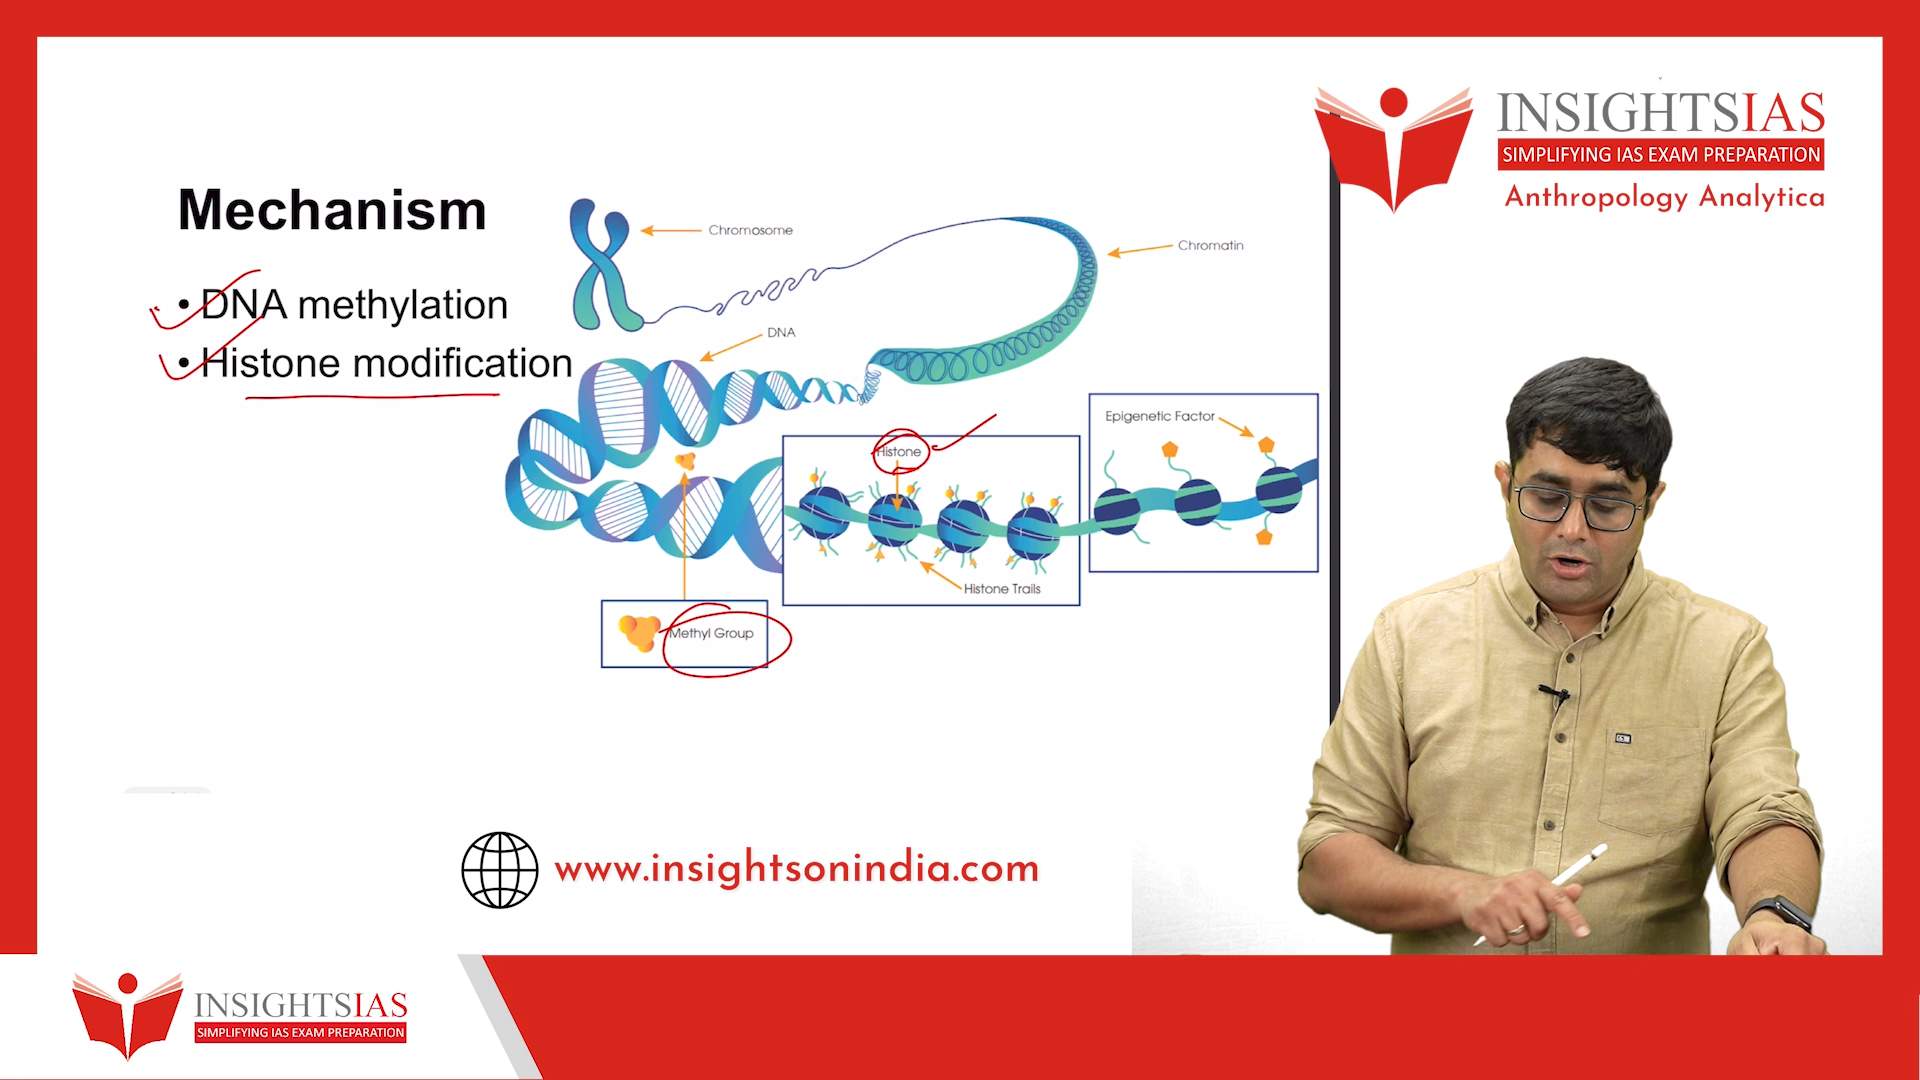 INSIGHTSIAS
SIMPLIFYING IAS EXAM PREPARATION
Anthropology Analytica
Mechanism
• DNA methylation
• Histone modification
Chromosome
Chromatin
DNA
Histone
Epigenetic Factor
Histone Trails
Methyl Group
www.insightsonindia.com
INSIGHTSIAS
SIMPLIFYING IAS EXAM PREPARATION